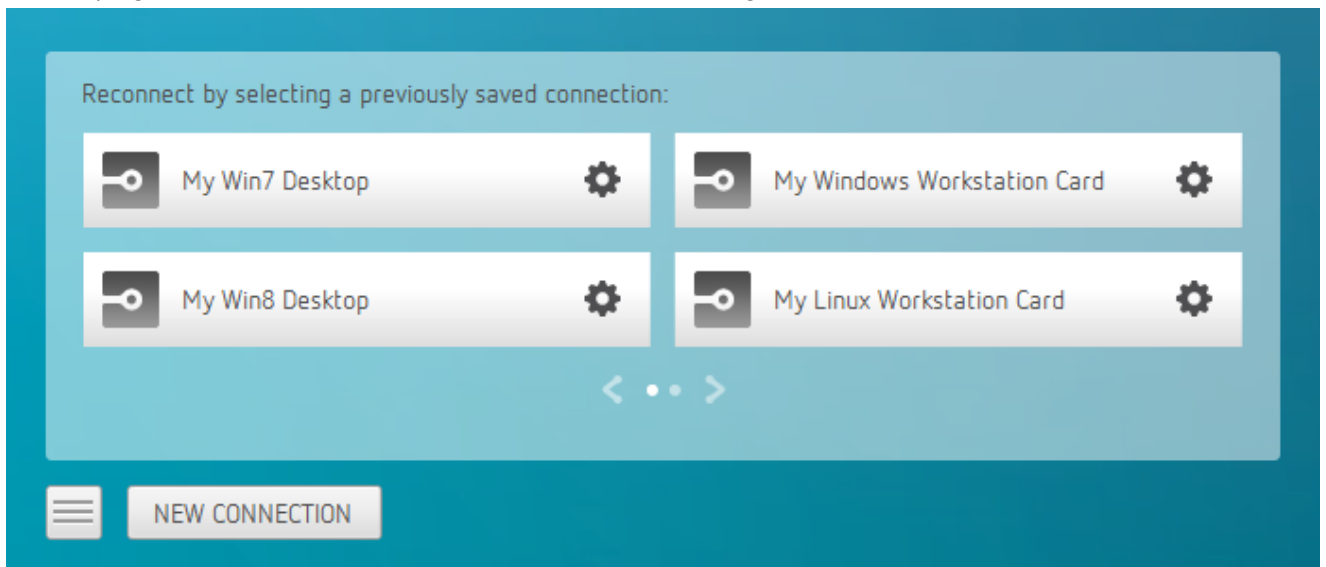 Reconnect by selecting a previously saved connection:
My Win7 Desktop
My Windows Workstation Card
My Win8 Desktop
My Linux Workstation Card
NEW CONNECTION